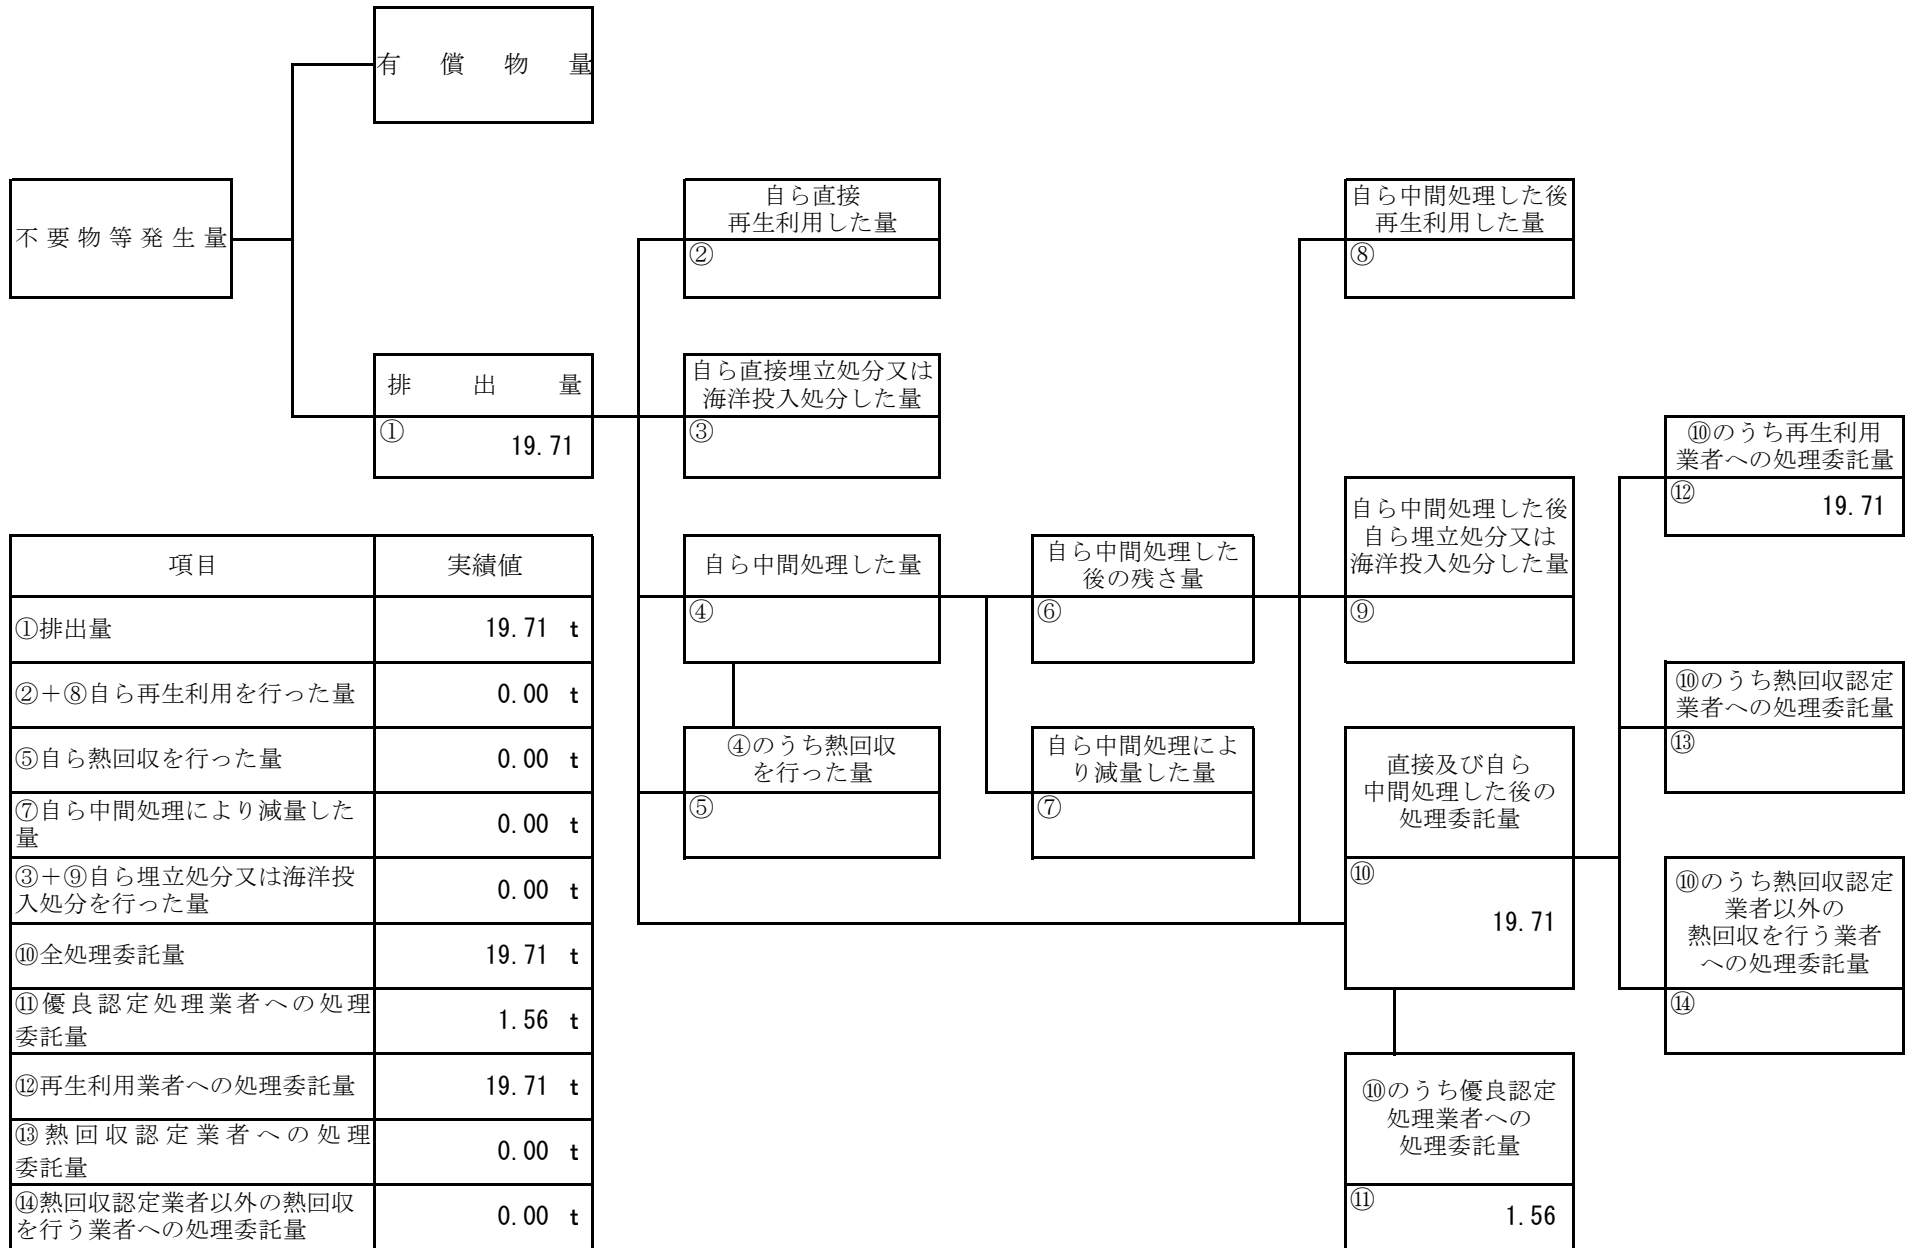 有償物量
不要物等発生量
排出量
①
19.71
自ら直接
再生利用した量
②
自ら直接埋立処分又は
海洋投入処分した量
③
自ら中間処理した量
④
④のうち熱回収
を行った量
⑤
自ら中間処理した
後の残さ量
⑥
自ら中間処理によ
り減量した量
⑦
自ら中間処理した後
再生利用した量
⑧
自ら中間処理した後
自ら埋立処分又は
海洋投入処分した量
⑨
直接及び自ら
中間処理した後の
処理委託量
⑩
19.71
⑩のうち優良認定
処理業者への
処理委託量
⑪
1.56
⑩のうち再生利用
業者への処理委託量
⑫
19.71
⑩のうち熱回収認定
業者への処理委託量
⑬
⑩のうち熱回収認定
業者以外の
熱回収を行う業者
への処理委託量
⑭
項目 実績値
①排出量 19.71 t
②+⑧自ら再生利用を行った量 0.00 t
⑤自ら熱回収を行った量 0.00 t
⑦自ら中間処理により減量した
量
0.00 t
③+⑨自ら埋立処分又は海洋投
入処分を行った量
0.00 t
⑩全処理委託量 19.71 t
⑪優良認定処理業者への処理
委託量
1.56 t
⑫再生利用業者への処理委託量 19.71 t
⑬熱回収認定業者への処理
委託量
0.00 t
⑭熱回収認定業者以外の熱回収
を行う業者への処理委託量
0.00 t